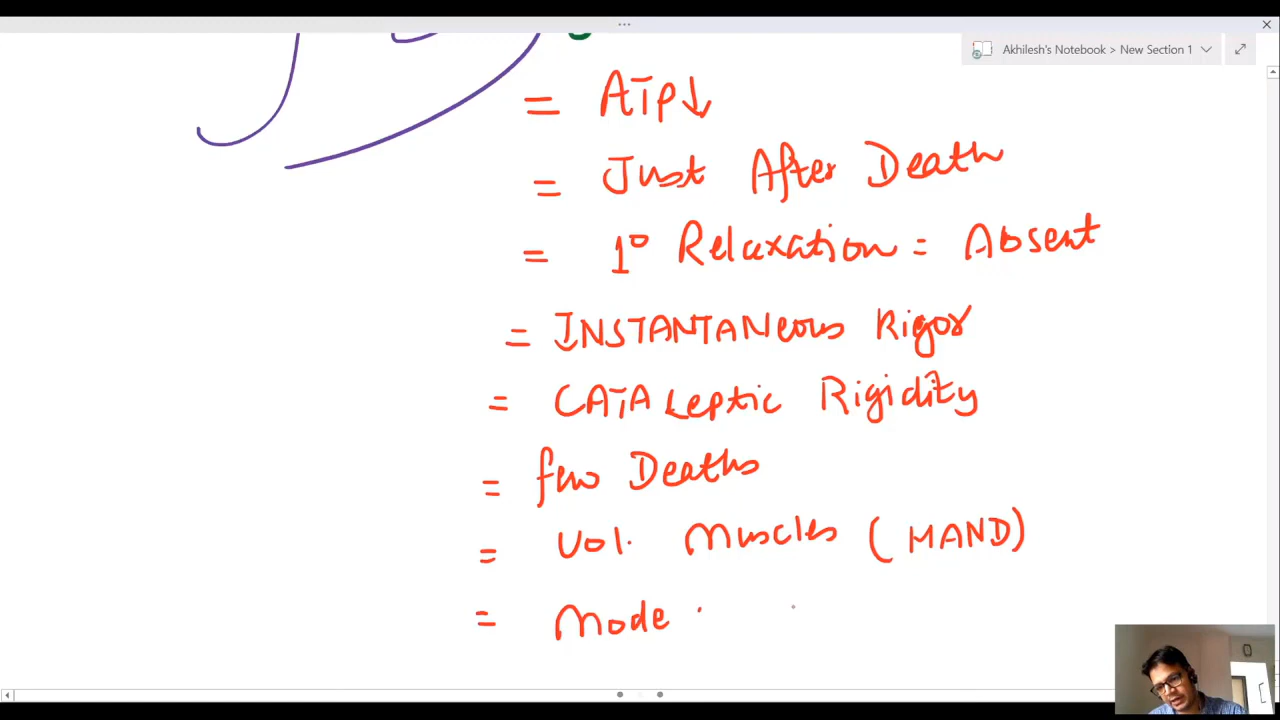 Akhilesh's Notebook > New Section 1
= ATP↓
= Just After Death
= 1° Relaxation = Absent
= INSTANTANeous Rigor
= CATALeptic Rigidity
= few Deaths
= Vol. Muscles (HAND)
= Mode